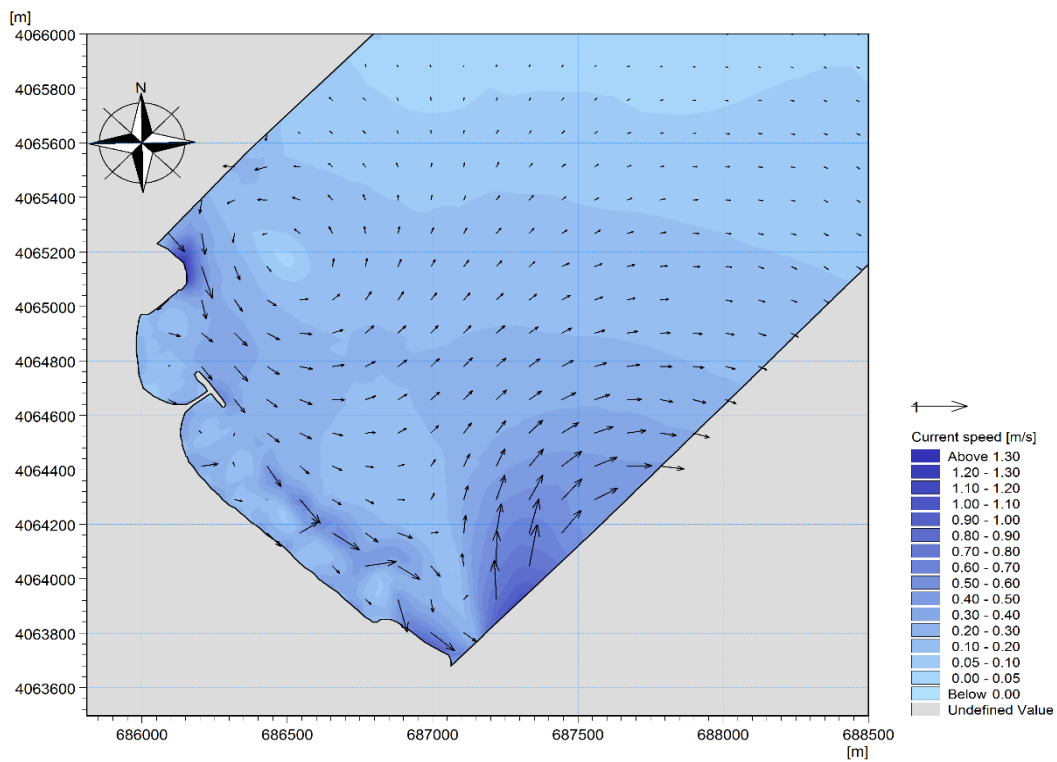 [m]
4066000
4065800
N
4065600
4065400
4065200
4065000
4064800
4064600
4064400
4064200
4064000
4063800
4063600
686000 686500 687000 687500 688000 688500
[m]
1
Current speed [m/s]
Above 1.30
1.20 - 1.30
1.10 - 1.20
1.00 - 1.10
0.90 - 1.00
0.80 - 0.90
0.70 - 0.80
0.60 - 0.70
0.50 - 0.60
0.40 - 0.50
0.30 - 0.40
0.20 - 0.30
0.10 - 0.20
0.05 - 0.10
0.00 - 0.05
Below 0.00
Undefined Value